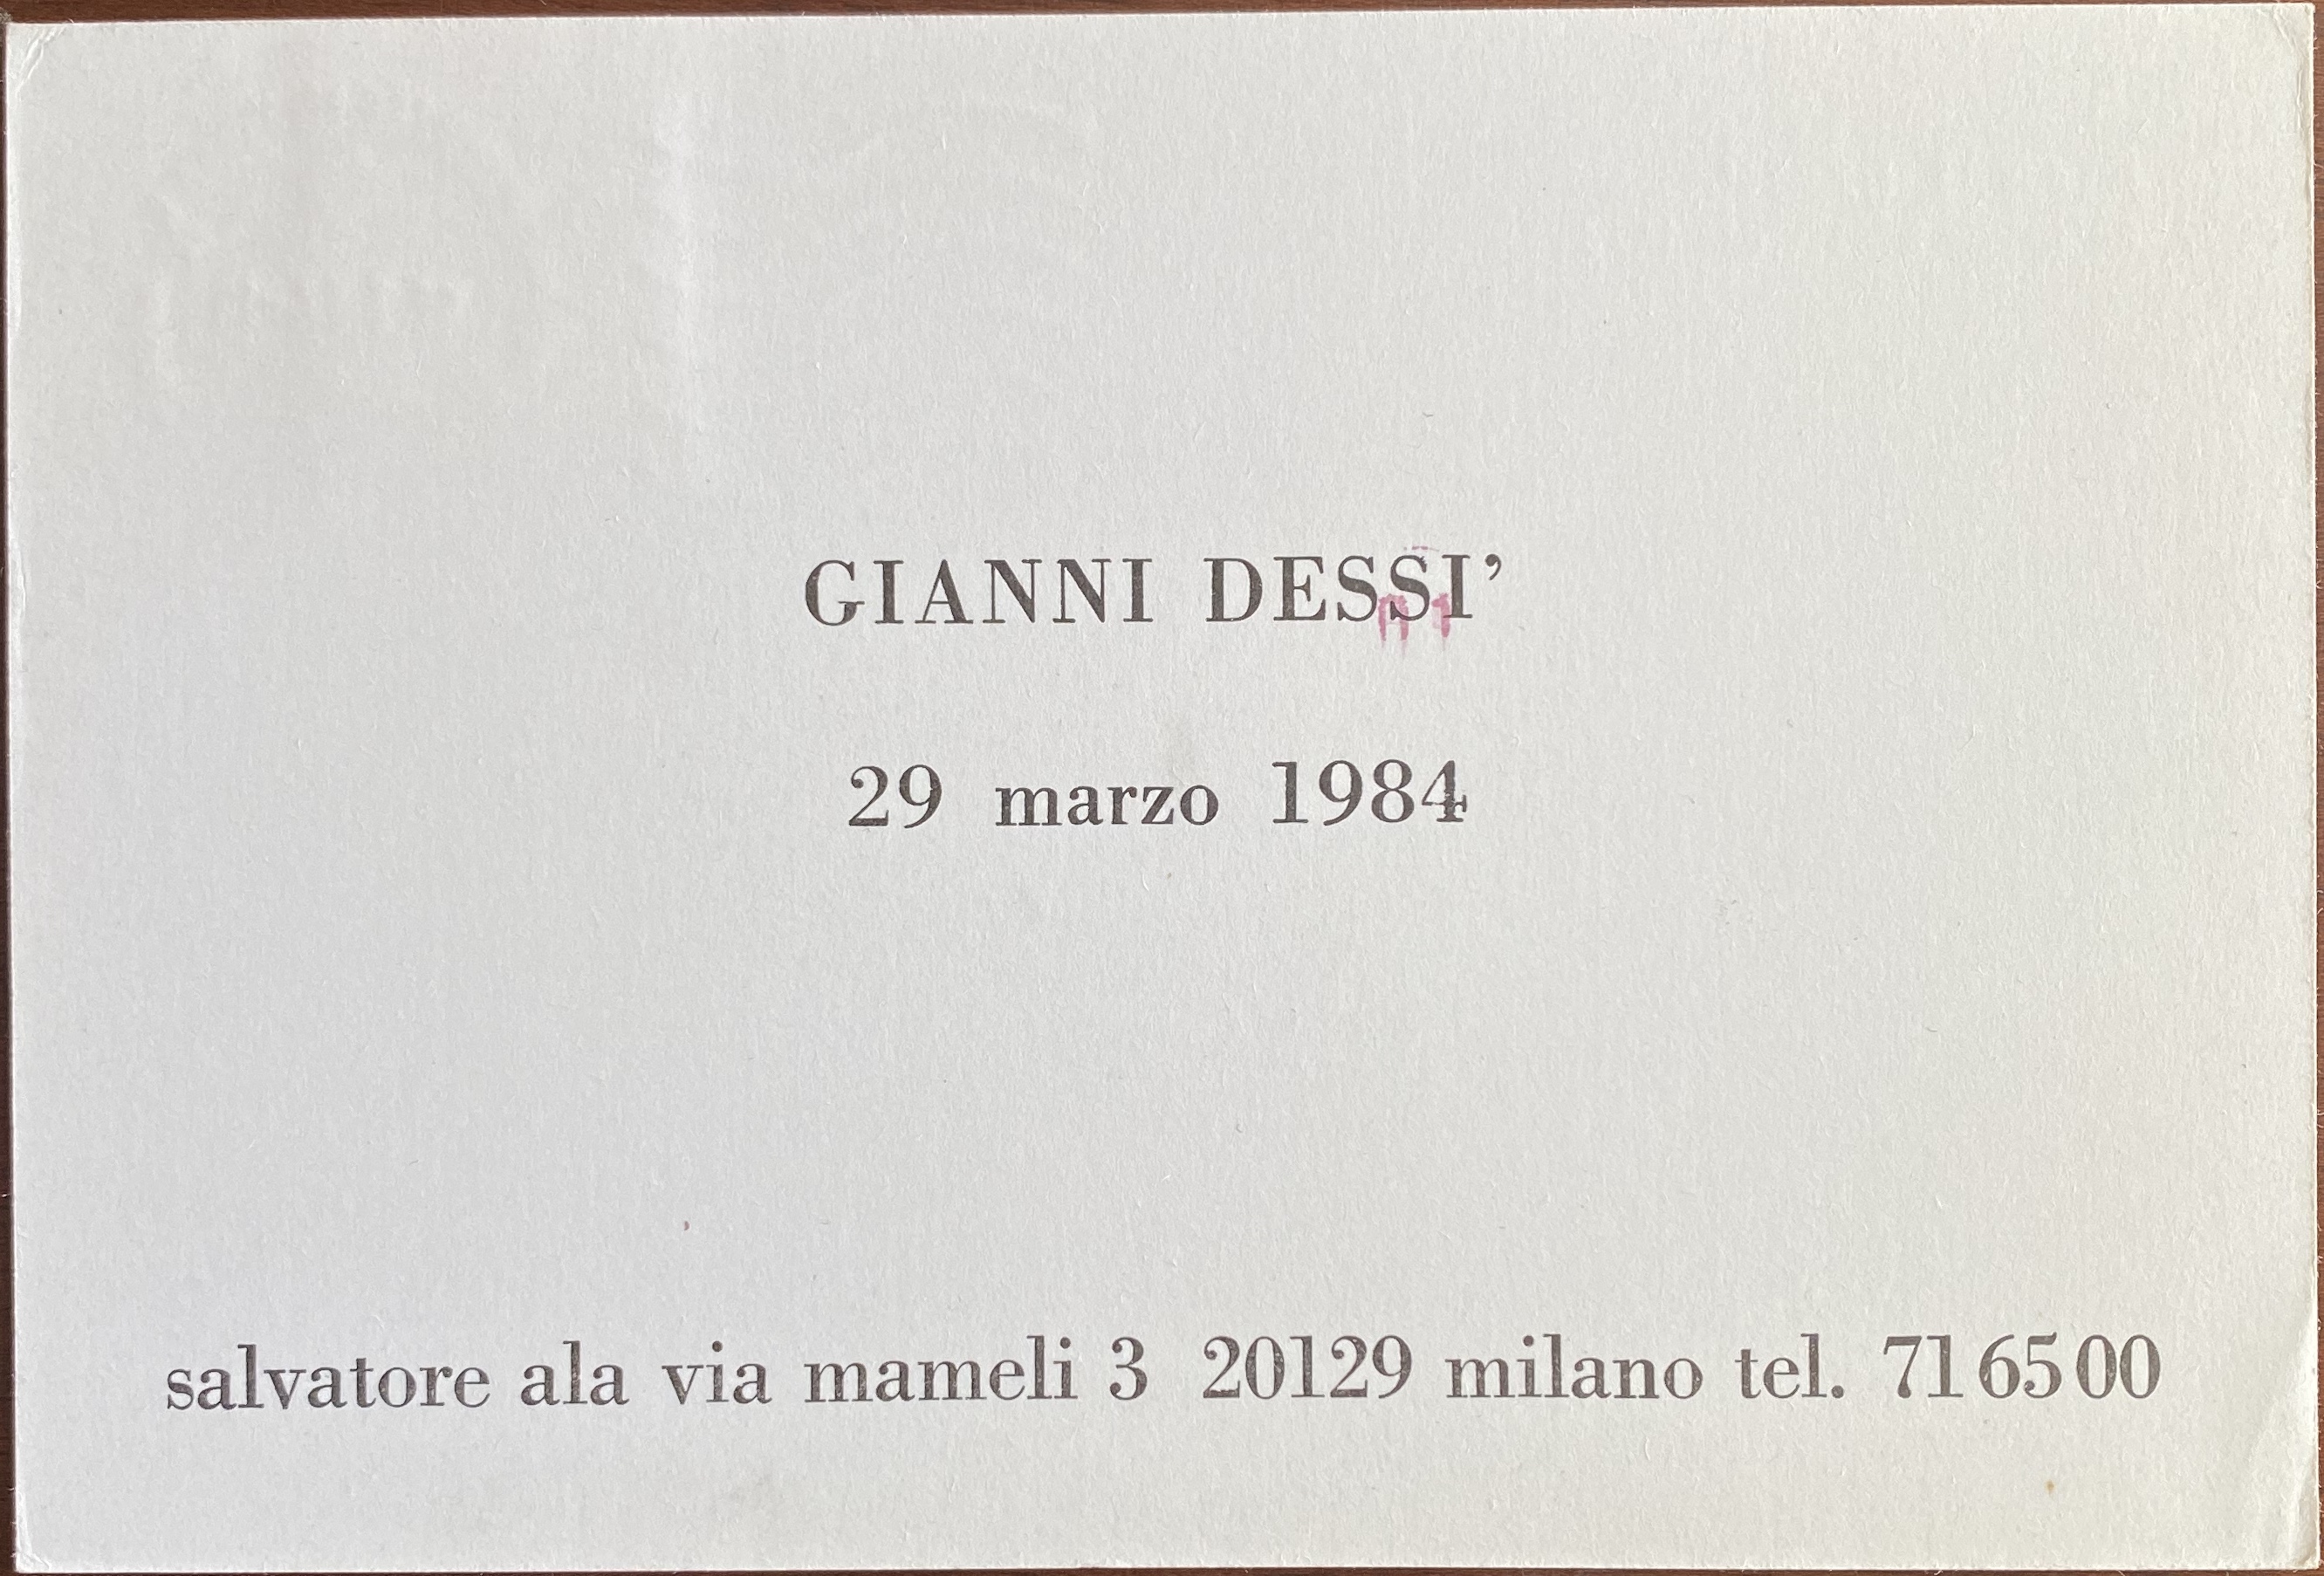 GIANNI DESSI’
29 marzo 1984
salvatore ala via mameli 3 20129 milano tel. 716500